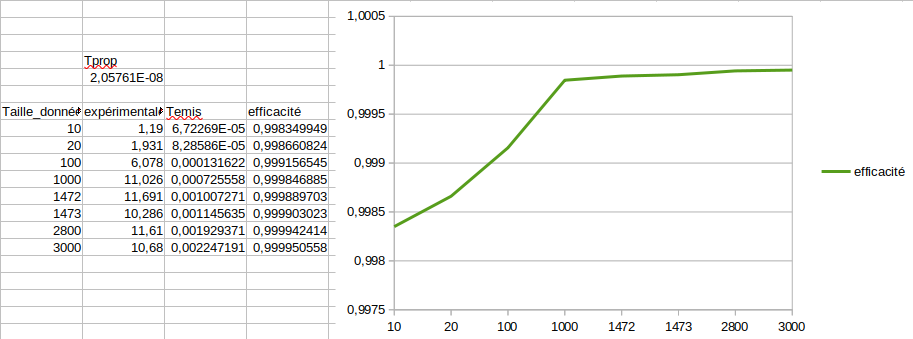 Tprop
2,05761E-08
Taille_donné expérimental Temis efficacité
10 1,19 6,72269E-05 0,998349949
20 1,931 8,28586E-05 0,998660824
100 6,078 0,000131622 0,999156545
1000 11,026 0,000725558 0,999846885
1472 11,691 0,001007271 0,999889703
1473 10,286 0,001145635 0,999903023
2800 11,61 0,001929371 0,999942414
3000 10,68 0,002247191 0,999950558
1,0005
1
0,9995
0,999
0,9985
0,998
0,9975
10 20 100 1000 1472 1473 2800 3000
efficacité